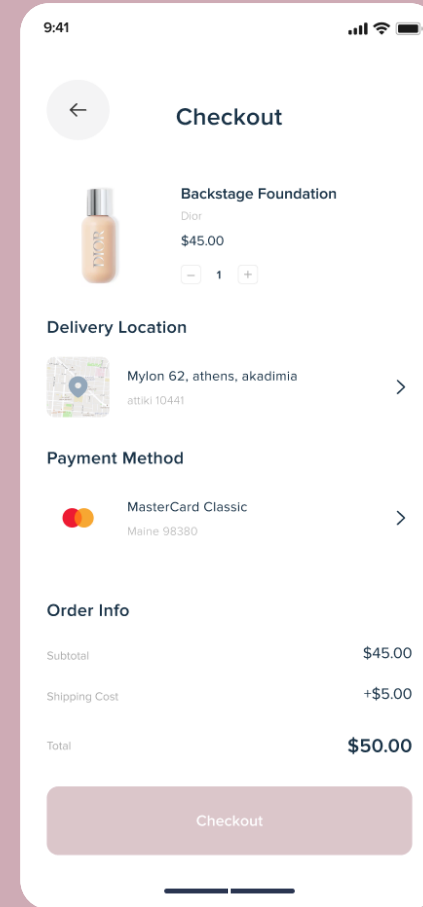 9:41
Checkout
Backstage Foundation
Dior
$45.00
DIOR
− 1 +
Delivery Location
Mylon 62, athens, akadimia
attiki 10441
Payment Method
MasterCard Classic
Maine 98380
Order Info
Subtotal $45.00
Shipping Cost +$5.00
Total $50.00
Checkout